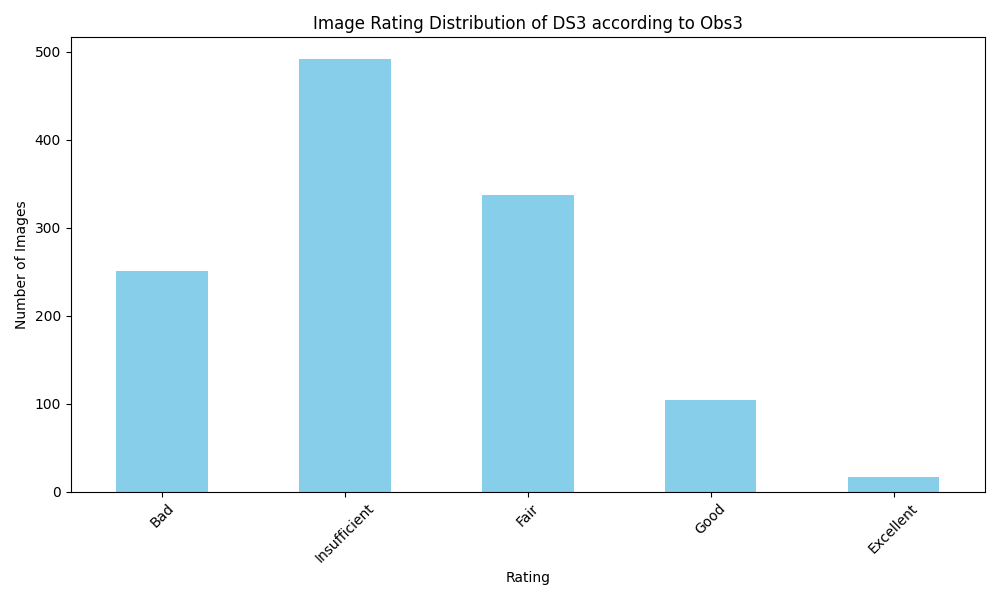 Image Rating Distribution of DS3 according to Obs3
Number of Images
500
400
300
200
100
0
Bad
Insufficient
Fair
Good
Excellent
Rating